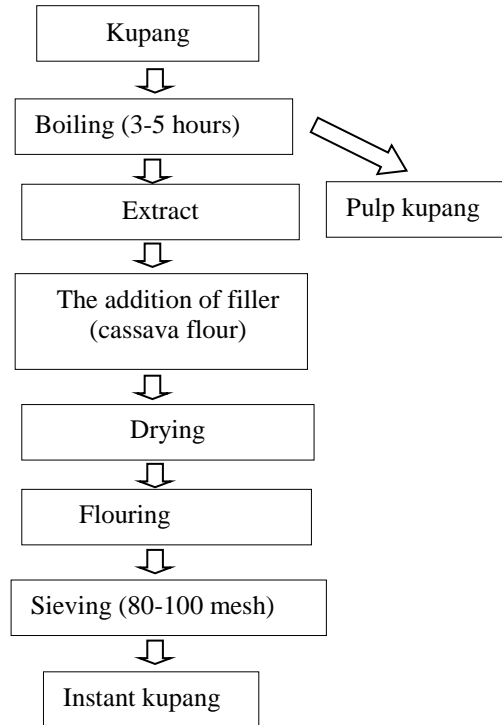 Kupang
Boiling (3-5 hours)
Extract
Pulp kupang
The addition of filler
(cassava flour)
Drying
Flouring
Sieving (80-100 mesh)
Instant kupang